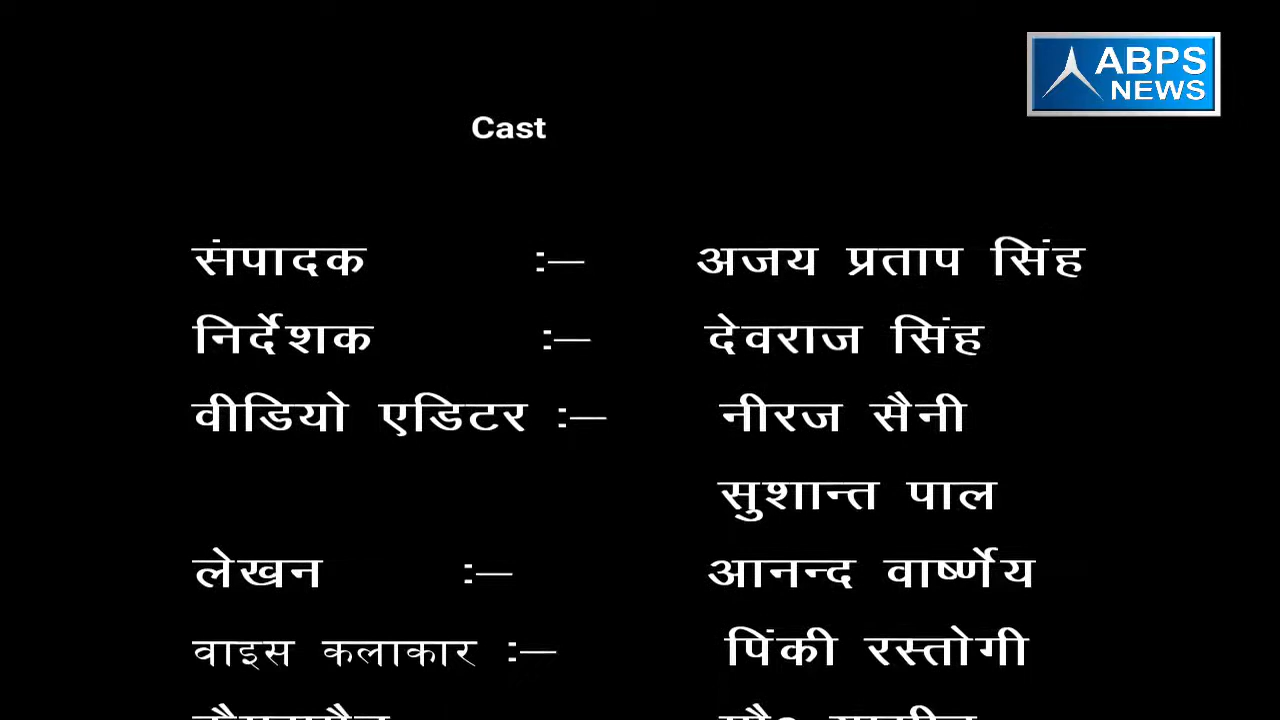 ABPS
NEWS
Cast
संपादक :— अजय प्रताप सिंह
निर्देशक :— देवराज सिंह
वीडियो एडिटर :— नीरज सैनी
सुशान्त पाल
लेखन :— आनन्द वार्ष्णेय
वाइस कलाकार :— पिंकी रस्तोगी